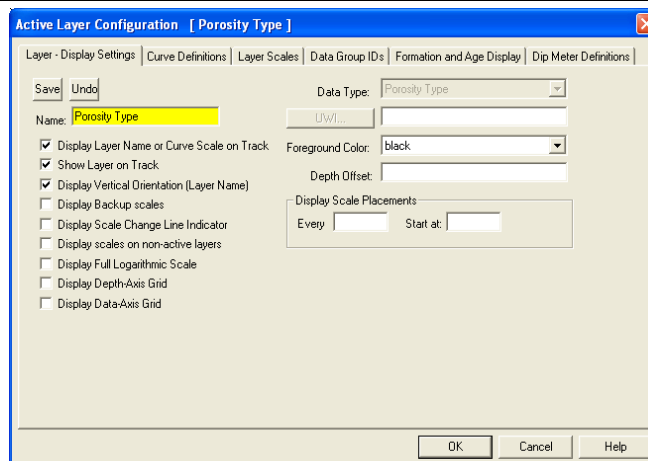 Active Layer Configuration [ Porosity Type ]
Layer - Display Settings Curve Definitions Layer Scales Data Group IDs Formation and Age Display Dip Meter Definitions
Save Undo
Name: Porosity Type
Display Layer Name or Curve Scale on Track
Show Layer on Track
Display Vertical Orientation (Layer Name)
Display Backup scales
Display Scale Change Line Indicator
Display scales on non-active layers
Display Full Logarithmic Scale
Display Depth-Axis Grid
Display Data-Axis Grid
Data Type: Porosity Type
UWI...
Foreground Color: black
Depth Offset:
Display Scale Placements
Every Start at:
OK Cancel Help